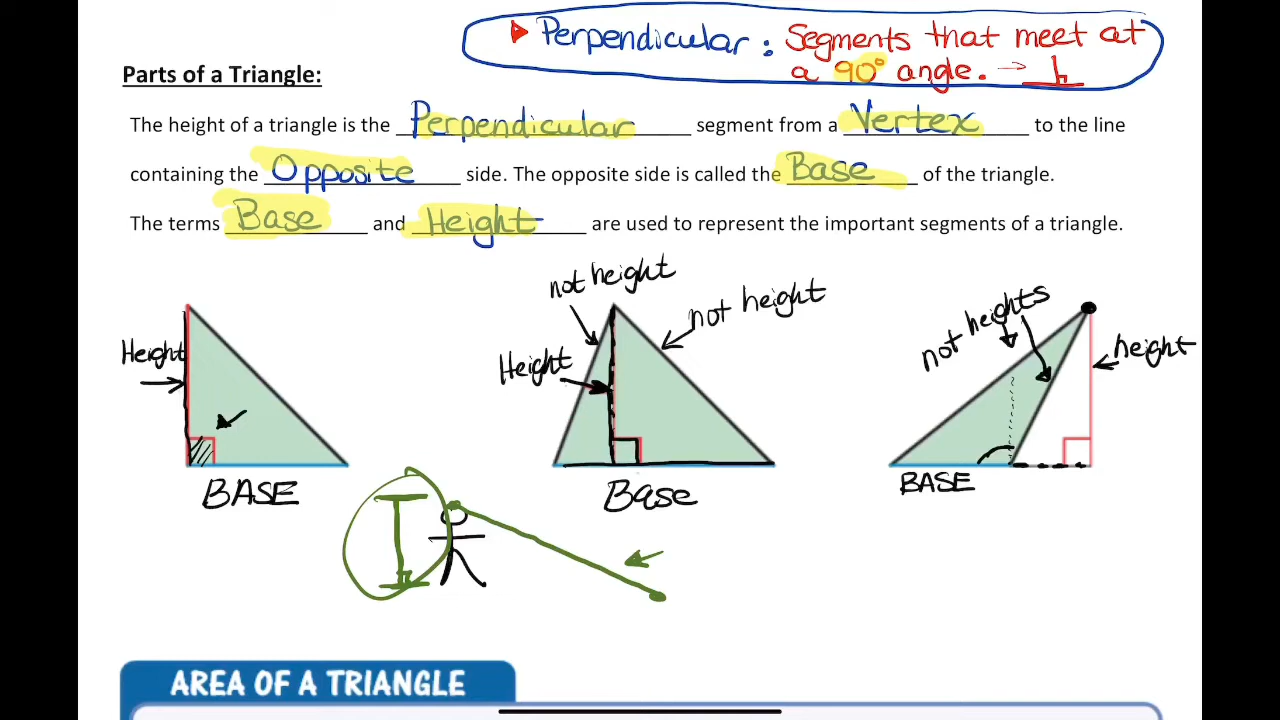 ▶ Perpendicular: Segments that meet at
a 90° angle. →
Parts of a Triangle:
The height of a triangle is the Perpendicular segment from a Vertex to the line
containing the Opposite side. The opposite side is called the Base of the triangle.
The terms Base and Height are used to represent the important segments of a triangle.
Height
BASE
not height
not height
Height
Base
not heights
height
BASE
AREA OF A TRIANGLE